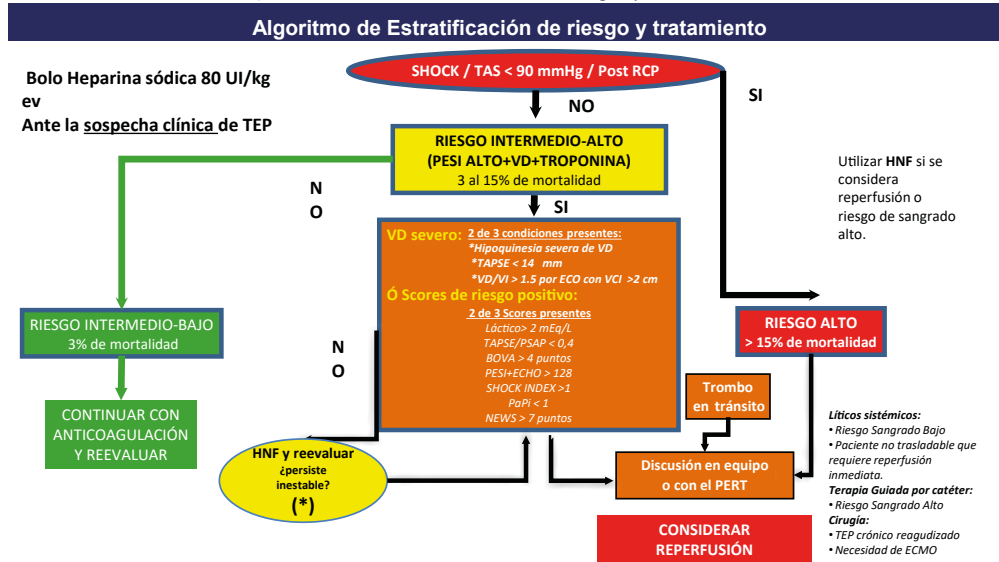 Algoritmo de Estratificación de riesgo y tratamiento
Bolo Heparina sódica 80 UI/kg
ev
Ante la sospecha clínica de TEP
SHOCK / TAS < 90 mmHg / Post RCP
NO
SI
RIESGO INTERMEDIO-ALTO
(PESI ALTO+VD+TROPONINA)
3 al 15% de mortalidad
Utilizar HNF si se
considera
reperfusión o
riesgo de sangrado
alto.
N
O
SI
VD severo: 2 de 3 condiciones presentes:
*Hipoquinesia severa de VD
*TAPSE < 14 mm
*VD/VI > 1.5 por ECO con VCI >2 cm
Ó Scores de riesgo positivo:
2 de 3 Scores presentes
Láctico> 2 mEq/L
TAPSE/PSAP < 0,4
BOVA > 4 puntos
PESI+ECHO > 128
SHOCK INDEX >1
PaPi < 1
NEWS > 7 puntos
RIESGO INTERMEDIO-BAJO
3% de mortalidad
N
O
RIESGO ALTO
> 15% de mortalidad
CONTINUAR CON
ANTICOAGULACIÓN
Y REEVALUAR
Trombo
en tránsito
HNF y reevaluar
¿persiste
inestable?
(*)
Discusión en equipo
o con el PERT
CONSIDERAR
REPERFUSIÓN
Líticos sistémicos:
• Riesgo Sangrado Bajo
• Paciente no trasladable que
requiere reperfusión
inmediata.
Terapia Guiada por catéter:
• Riesgo Sangrado Alto
Cirugía:
• TEP crónico reagudizado
• Necesidad de ECMO